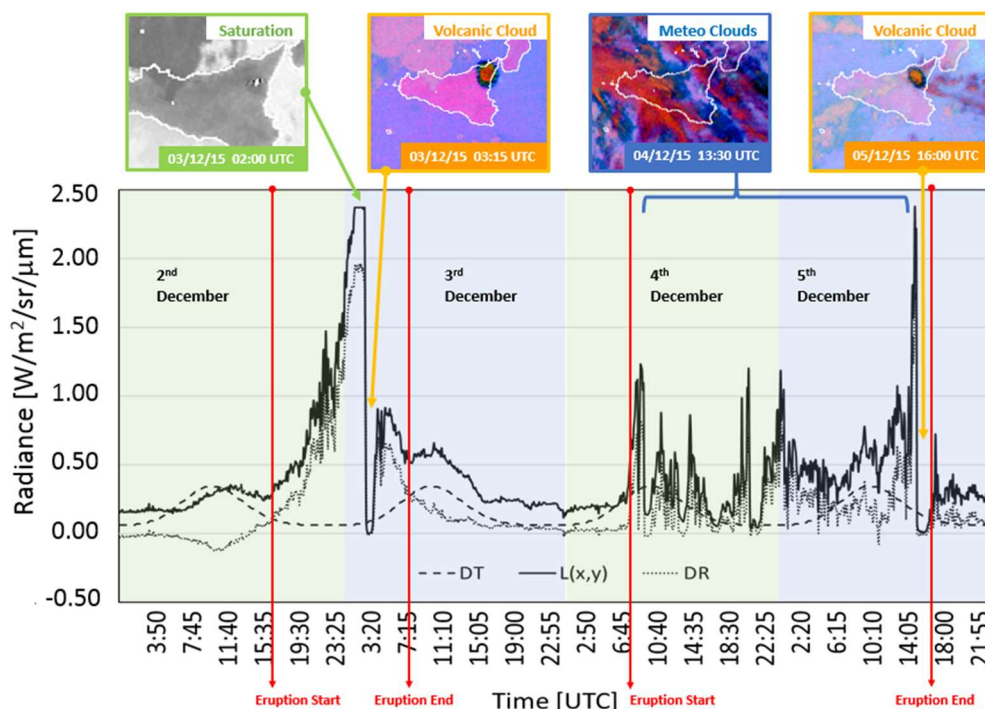 Saturation
03/12/15 02:00 UTC
Volcanic Cloud
03/12/15 03:15 UTC
Meteo Clouds
04/12/15 13:30 UTC
Volcanic Cloud
05/12/15 16:00 UTC
Radiance [W/m²/sr/µm]
2.50
2.00
1.50
1.00
0.50
0.00
-0.50
2nd
December
3rd
December
4th
December
5th
December
DT
L(x,y)
DR
3:50
7:45
11:40
15:35
19:30
23:25
3:20
7:15
11:10
15:05
19:00
22:55
2:50
6:45
10:40
14:35
18:30
22:25
2:20
6:15
10:10
14:05
18:00
21:55
Eruption Start
Eruption End
Time [UTC]
Eruption Start
Eruption End